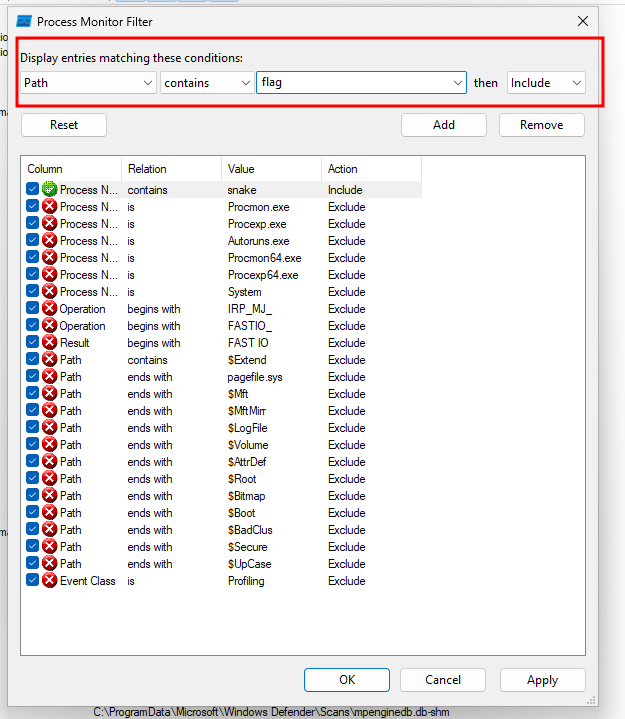 Process Monitor Filter
Display entries matching these conditions:
Path contains flag then Include
Reset Add Remove
Column Relation Value Action
Process N... contains snake Include
Process N... is Procmon.exe Exclude
Process N... is Procexp.exe Exclude
Process N... is Autoruns.exe Exclude
Process N... is Procmon64.exe Exclude
Process N... is Procexp64.exe Exclude
Process N... is System Exclude
Operation begins with IRP_MJ_ Exclude
Operation begins with FASTIO_ Exclude
Result begins with FAST IO Exclude
Path contains $Extend Exclude
Path ends with pagefile.sys Exclude
Path ends with $Mft Exclude
Path ends with $MftMirr Exclude
Path ends with $LogFile Exclude
Path ends with $Volume Exclude
Path ends with $AttrDef Exclude
Path ends with $Root Exclude
Path ends with $Bitmap Exclude
Path ends with $Boot Exclude
Path ends with $BadClus Exclude
Path ends with $Secure Exclude
Path ends with $UpCase Exclude
Event Class is Profiling Exclude
OK Cancel Apply
C:\ProgramData\Microsoft\Windows Defender\Scans\mpenginedb.db-shm